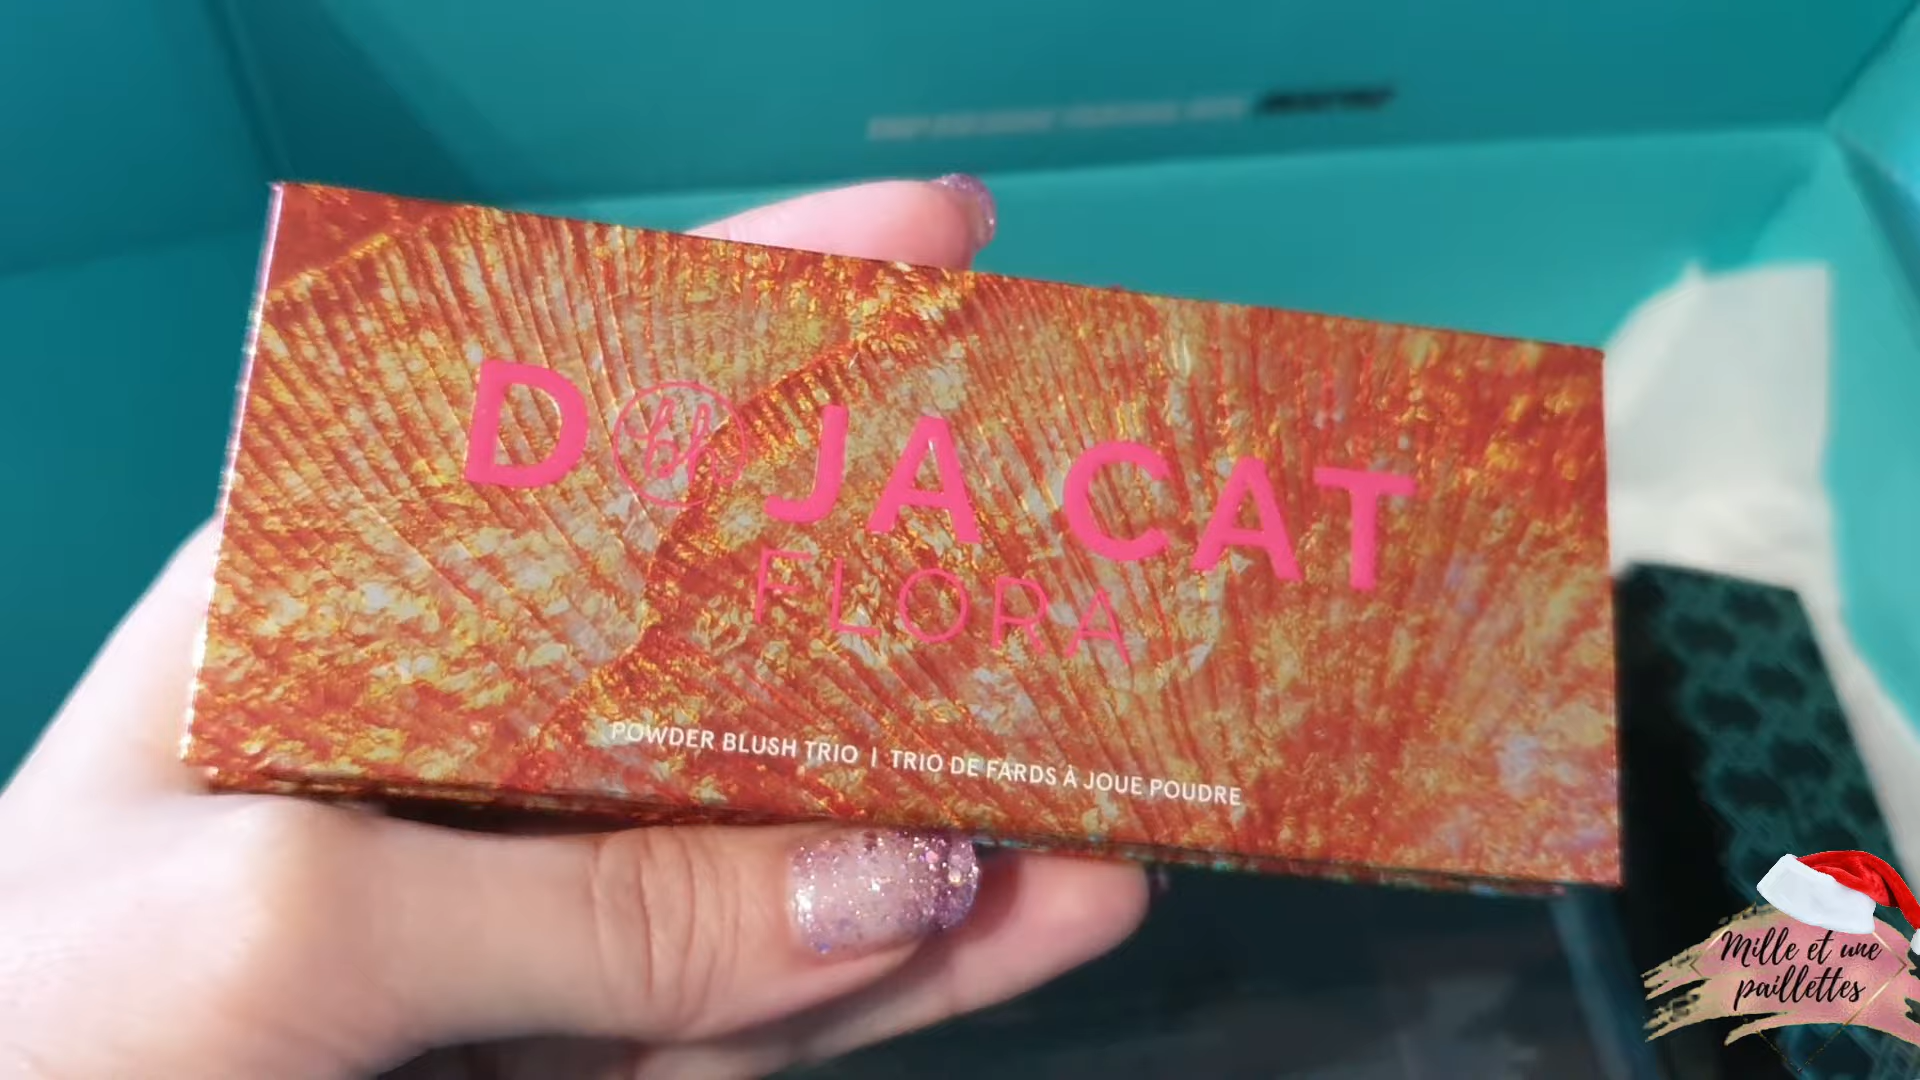 D bh JA CAT
FLORA
POWDER BLUSH TRIO | TRIO DE FARDS À JOUE POUDRE
Mille et une
paillettes